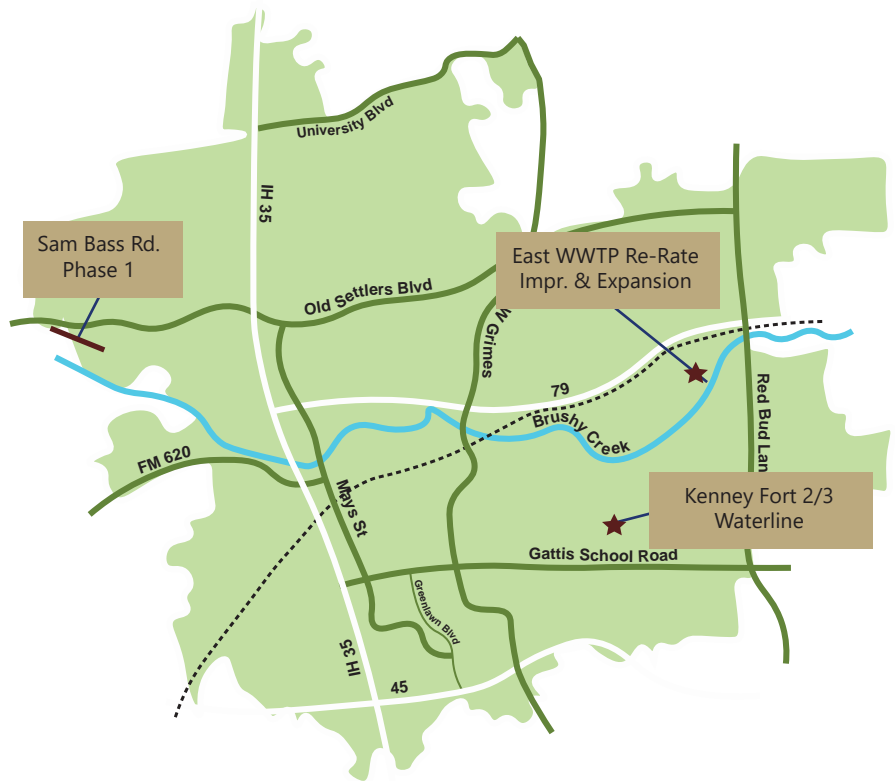 University Blvd
IH 35
Sam Bass Rd.
Phase 1
East WWTP Re-Rate
Impr. & Expansion
Old Settlers Blvd
W Grimes
79
Brushy Creek
Red Bud Lan
FM 620
Mays St
Kenney Fort 2/3
Waterline
Gattis School Road
Greenlawn Blvd
IH 35
45